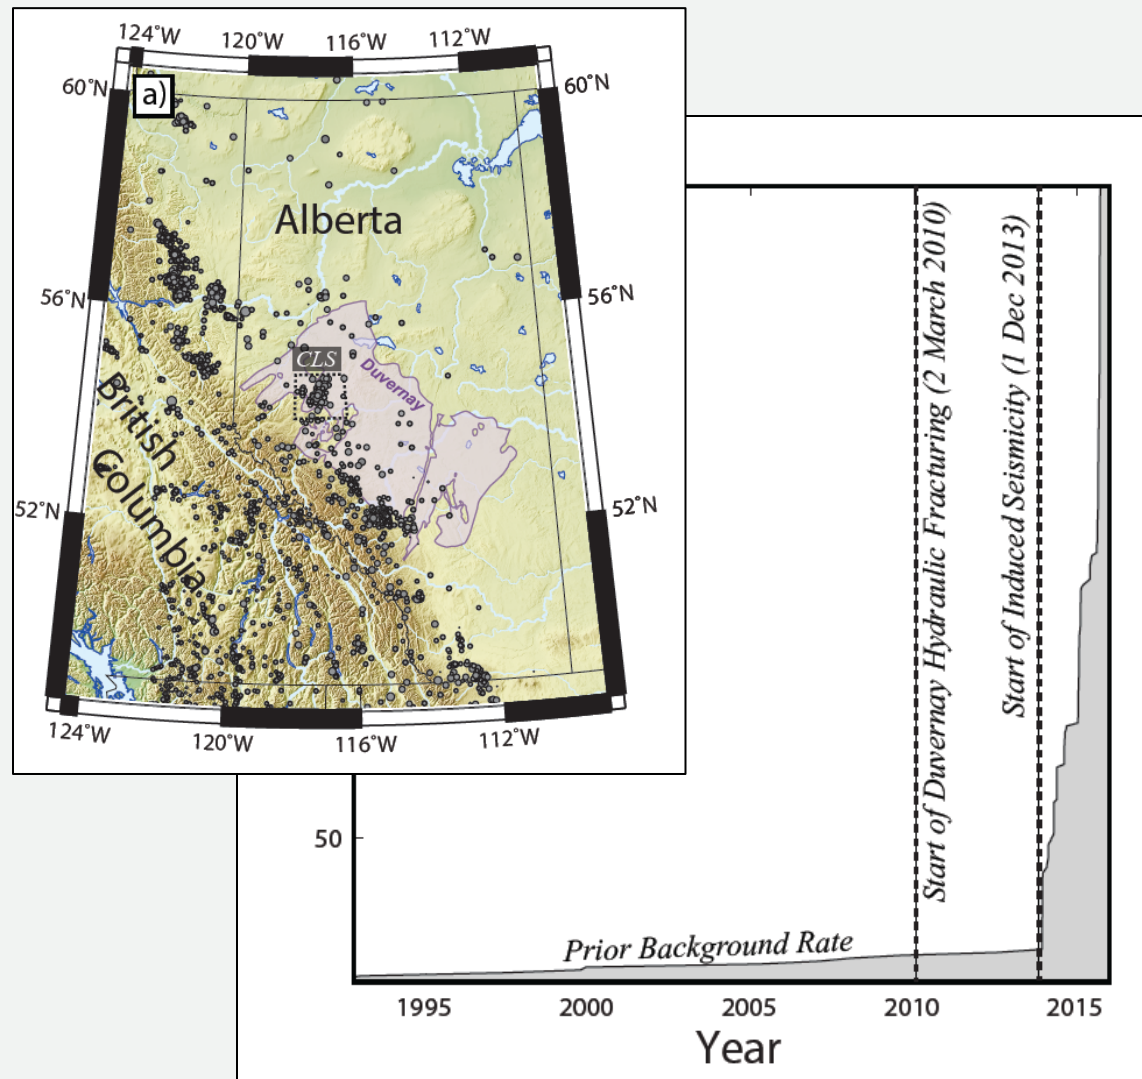 124°W 120°W 116°W 112°W
60°N 60°N
a)
Alberta
56°N 56°N
CLS
Duvernay
British
Columbia
52°N 52°N
124°W 120°W 116°W 112°W
Start of Duvernay Hydraulic Fracturing (2 March 2010)
Start of Induced Seismicity (1 Dec 2013)
50
Prior Background Rate
1995 2000 2005 2010 2015
Year